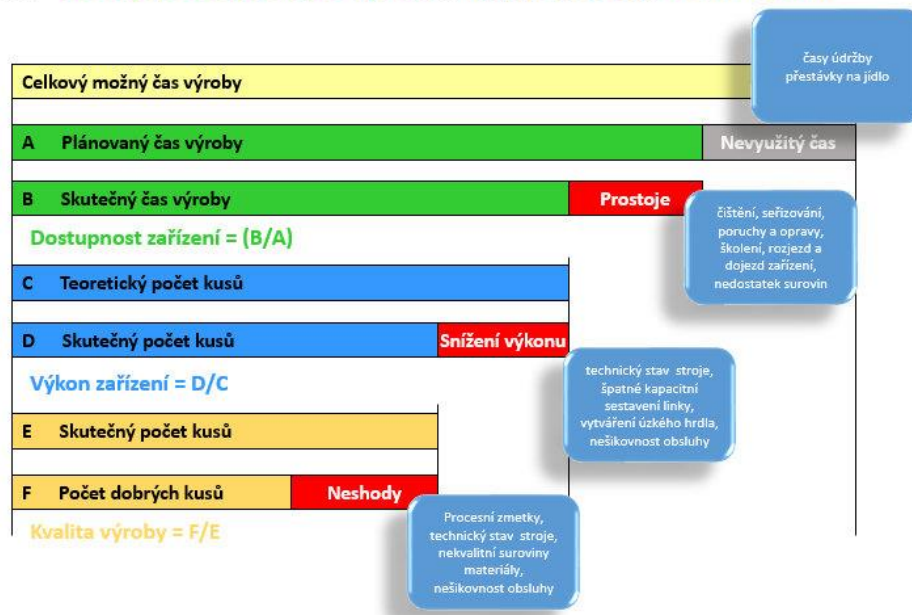 časy údržby
přestávky na jídlo
Celkový možný čas výroby
A Plánovaný čas výroby
Nevyužitý čas
B Skutečný čas výroby
Prostoje
Dostupnost zařízení = (B/A)
čištění, seřizování,
poruchy a opravy,
školení, rozjezd a
dojezd zařízení,
nedostatek surovin
C Teoretický počet kusů
D Skutečný počet kusů
Snížení výkonu
Výkon zařízení = D/C
technický stav stroje,
špatné kapacitní
sestavení linky,
vytváření úzkého hrdla,
nešikovnost obsluhy
E Skutečný počet kusů
F Počet dobrých kusů
Neshody
Kvalita výroby = F/E
Procesní zmetky,
technický stav stroje,
nekvalitní suroviny
materiály,
nešikovnost obsluhy